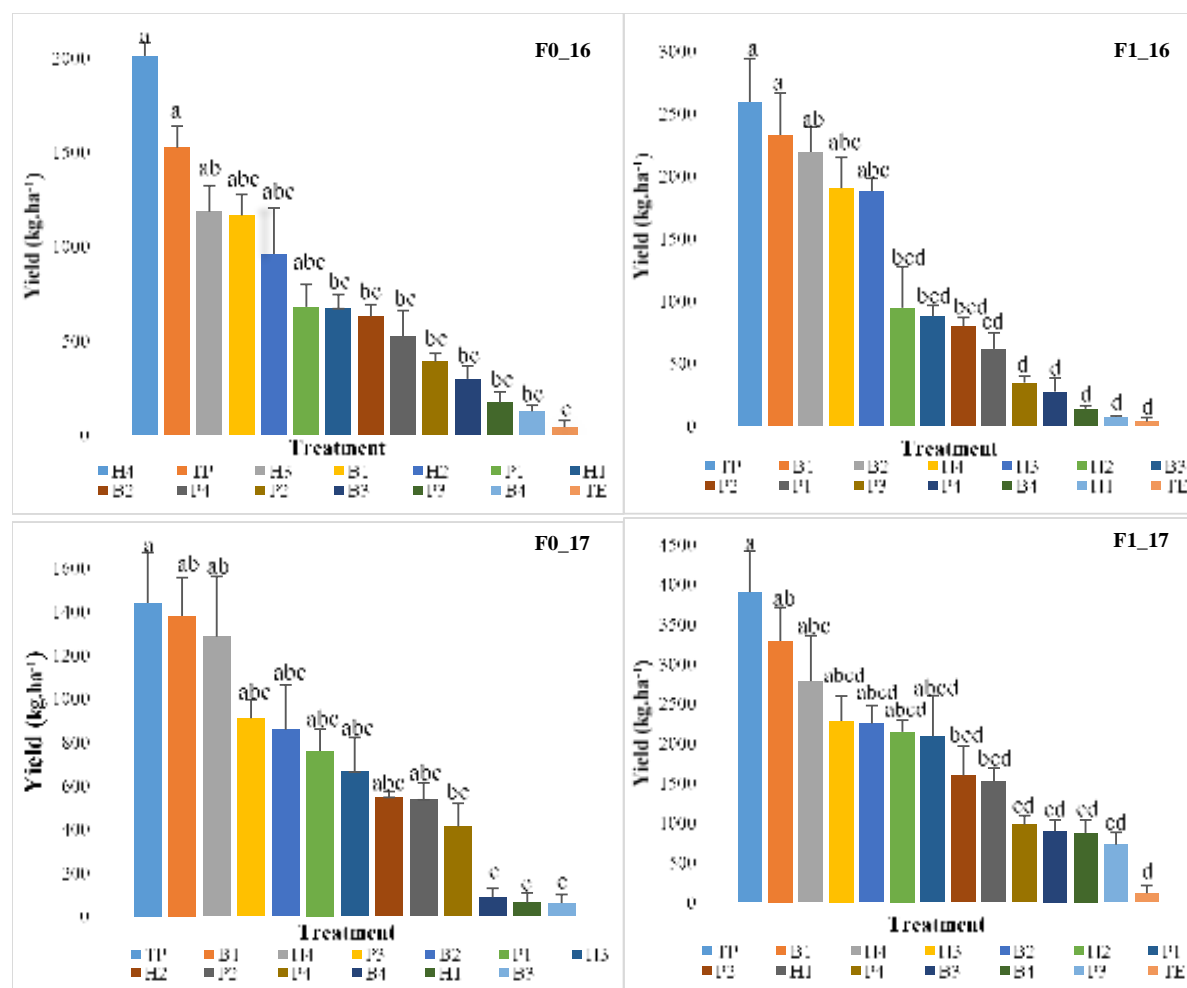 F0_16
a
a
ab
abc
abc
abc
bc
bc
bc
bc
bc
bc
bc
c
2000
1500
1000
500
0
Yield (kg.ha⁻¹)
Treatment
H4 TP H3 B1 H2 P1 H1
B2 P4 P2 B3 P3 B4 TE
F1_16
a
a
ab
abc
abc
bcd
bcd
bcd
cd
d
d
d
d
d
3000
2500
2000
1500
1000
500
0
Yield (kg.ha⁻¹)
Treatment
TP B1 B2 H4 H3 H2 B3
P2 P1 P3 P4 B4 H1 TE
F0_17
a
ab
ab
abc
abc
abc
abc
abc
abc
bc
c
c
c
1600
1400
1200
1000
800
600
400
200
0
Yield (kg.ha⁻¹)
Treatment
TP B1 H4 P3 B2 P1 H3
H2 P2 P4 B4 H1 B3
F1_17
a
ab
abc
abcd
abcd
abcd
abcd
bcd
bcd
cd
cd
cd
cd
d
4500
4000
3500
3000
2500
2000
1500
1000
500
0
Yield (kg.ha⁻¹)
Treatment
TP B1 H4 H3 B2 H2 P1
P2 H1 P4 B3 B4 P3 TE